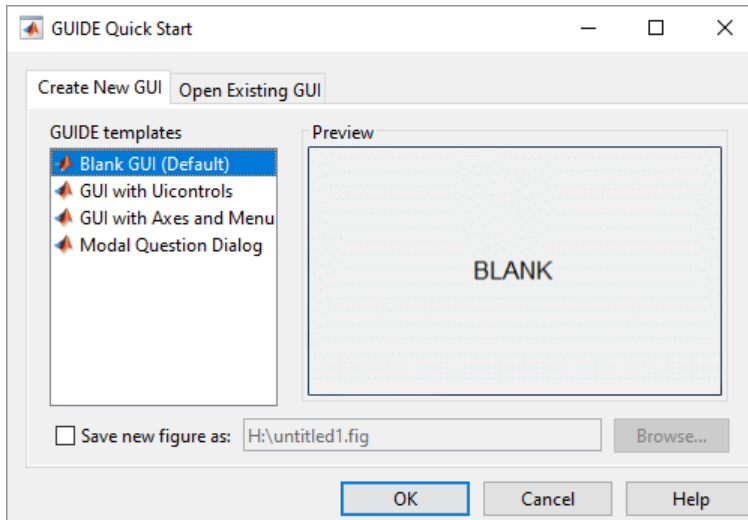 GUIDE Quick Start
Create New GUI
Open Existing GUI
GUIDE templates
Blank GUI (Default)
GUI with Uicontrols
GUI with Axes and Menu
Modal Question Dialog
Preview
BLANK
Save new figure as:
H:\untitled1.fig
Browse...
OK
Cancel
Help